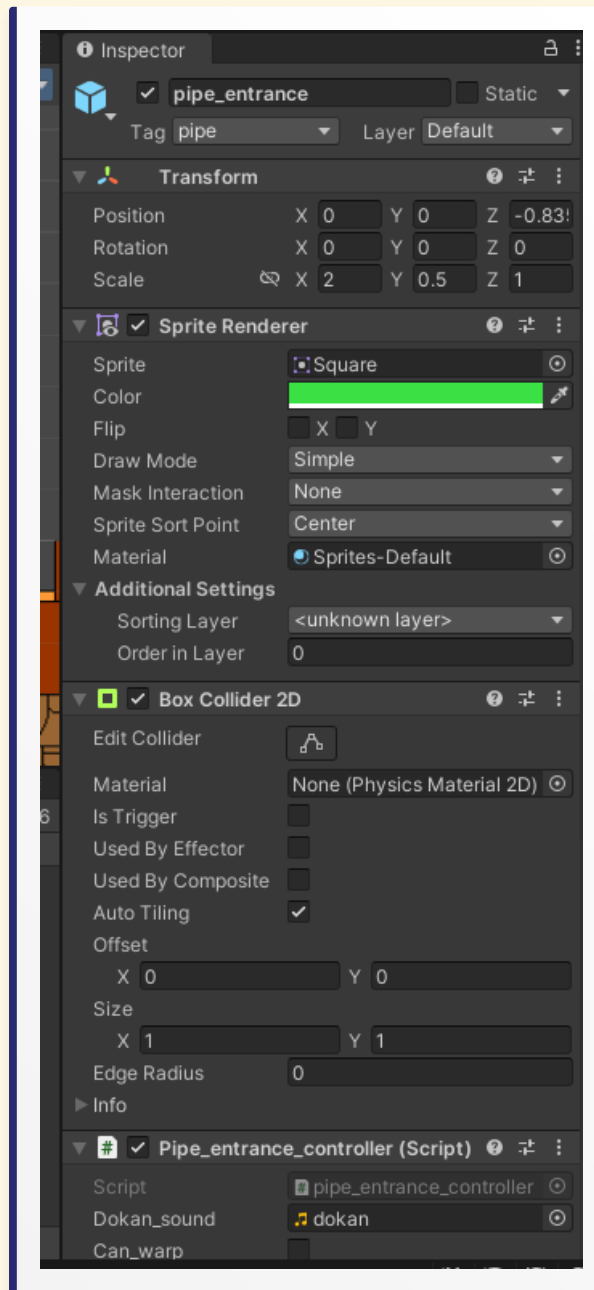 Inspector
pipe_entrance Static
Tag pipe Layer Default
Transform
Position X 0 Y 0 Z -0.83
Rotation X 0 Y 0 Z 0
Scale X 2 Y 0.5 Z 1
Sprite Renderer
Sprite Square
Color
Flip X Y
Draw Mode Simple
Mask Interaction None
Sprite Sort Point Center
Material Sprites-Default
Additional Settings
Sorting Layer <unknown layer>
Order in Layer 0
Box Collider 2D
Edit Collider
Material None (Physics Material 2D)
6 Is Trigger
Used By Effector
Used By Composite
Auto Tiling
Offset
X 0 Y 0
Size
X 1 Y 1
Edge Radius 0
Info
# Pipe_entrance_controller (Script)
Script # pipe_entrance_controller
Dokan_sound dokan
Can_warp